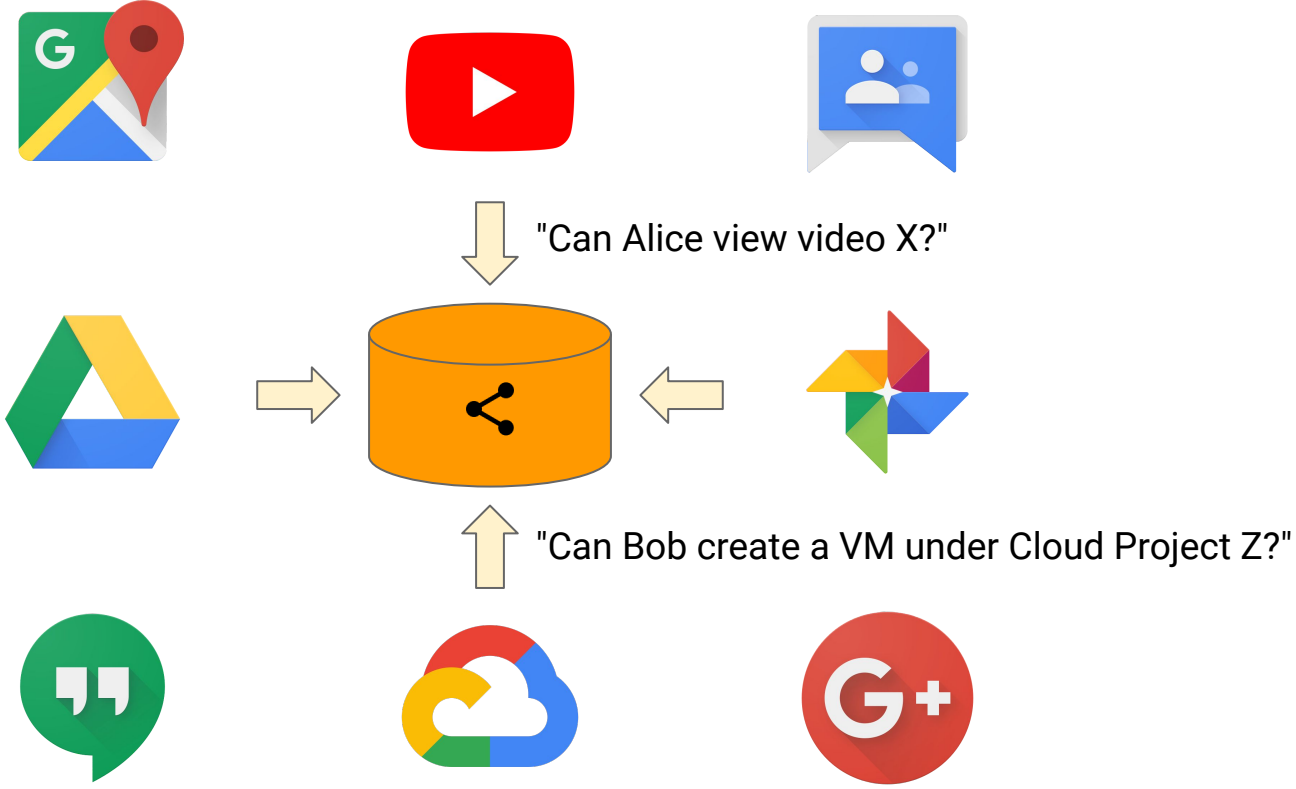 G
"Can Alice view video X?"
"Can Bob create a VM under Cloud Project Z?"
G+